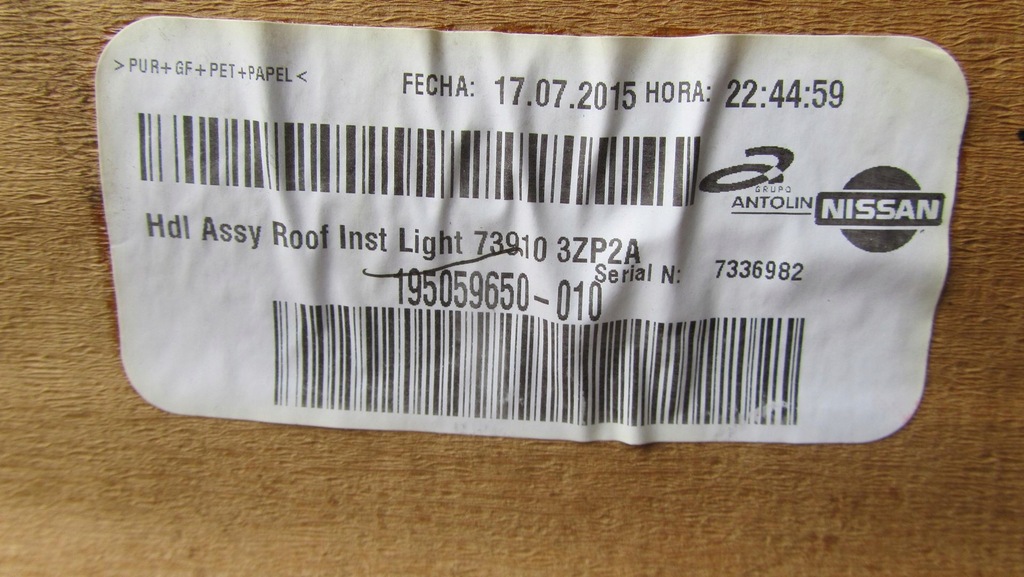 >PUR+GF+PET+PAPEL<
FECHA: 17.07.2015 HORA: 22:44:59
GRUPO
ANTOLIN
NISSAN
Hdl Assy Roof Inst Light 73910 3ZP2A
Serial N: 7336982
195059650-010